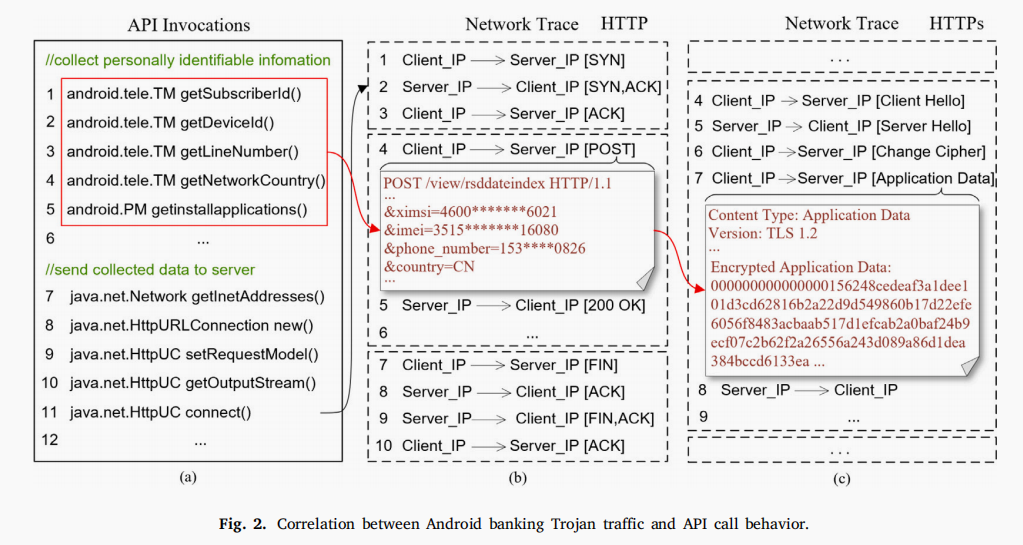 API Invocations
//collect personally identifiable infomation
1 android.tele.TM getSubscriberId()
2 android.tele.TM getDeviceId()
3 android.tele.TM getLineNumber()
4 android.tele.TM getNetworkCountry()
5 android.PM getinstallapplications()
6 ...
//send collected data to server
7 java.net.Network getInetAddresses()
8 java.net.HttpURLConnection new()
9 java.net.HttpUC setRequestModel()
10 java.net.HttpUC getOutputStream()
11 java.net.HttpUC connect()
12 ...
(a)
Network Trace HTTP
1 Client_IP → Server_IP [SYN]
2 Server_IP → Client_IP [SYN,ACK]
3 Client_IP → Server_IP [ACK]
4 Client_IP → Server_IP [POST]
POST /view/rsddateindex HTTP/1.1
...
&ximsi=4600*******6021
&imei=3515*******16080
&phone_number=153****0826
&country=CN
...
5 Server_IP → Client_IP [200 OK]
6 ...
7 Client_IP → Server_IP [FIN]
8 Server_IP → Client_IP [ACK]
9 Server_IP → Client_IP [FIN,ACK]
10 Client_IP → Server_IP [ACK]
(b)
Network Trace HTTPs
...
4 Client_IP → Server_IP [Client Hello]
5 Server_IP → Client_IP [Server Hello]
6 Client_IP → Server_IP [Change Cipher]
7 Client_IP → Server_IP [Application Data]
Content Type: Application Data
Version: TLS 1.2
...
Encrypted Application Data:
000000000000000156248cedeaf3a1dee1
01d3cd62816b2a22d9d549860b17d22efe
6056f8483acbaab517d1efcab2a0baf24b9
ecf07c2b62f2a26556a243d089a86d1dea
384bccd6133ea ...
8 Server_IP → Client_IP
9 ...
...
(c)
Fig. 2. Correlation between Android banking Trojan traffic and API call behavior.